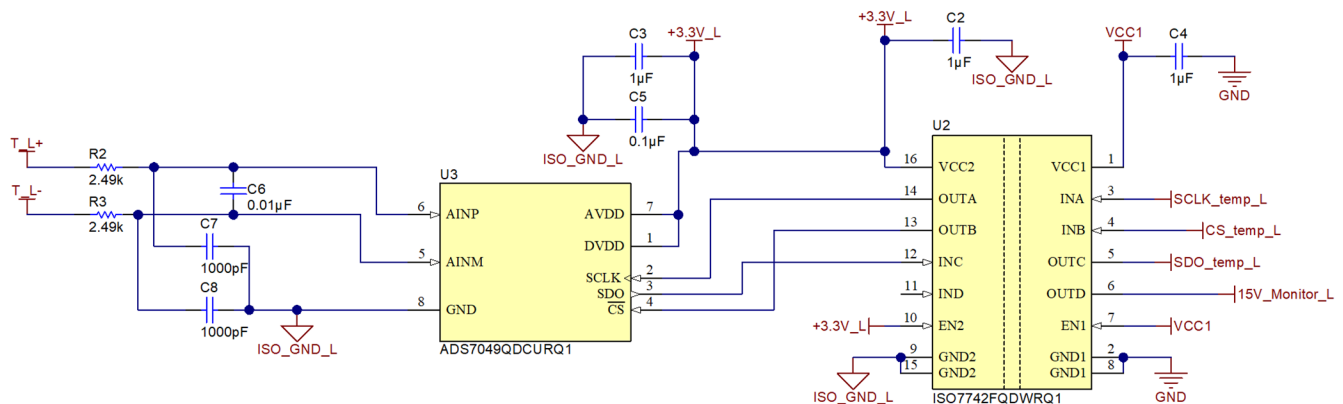 +3.3V_L
C3
1µF
C5
0.1µF
ISO_GND_L
+3.3V_L
C2
1µF
ISO_GND_L
VCC1
C4
1µF
GND
T_L+
R2
2.49k
T_L-
R3
2.49k
C6
0.01µF
C7
1000pF
C8
1000pF
ISO_GND_L
U3
6 AINP
5 AINM
8 GND
AVDD 7
DVDD 1
SCLK 2
SDO 3
CS 4
ADS7049QDCURQ1
U2
16 VCC2 VCC1 1
14 OUTA INA 3 SCLK_temp_L
13 OUTB INB 4 CS_temp_L
12 INC OUTC 5 SDO_temp_L
11 IND OUTD 6 15V_Monitor_L
+3.3V_L 10 EN2 EN1 7 VCC1
9 GND2 GND1 2
15 GND2 GND1 8
ISO_GND_L
GND
ISO7742FQDWRQ1